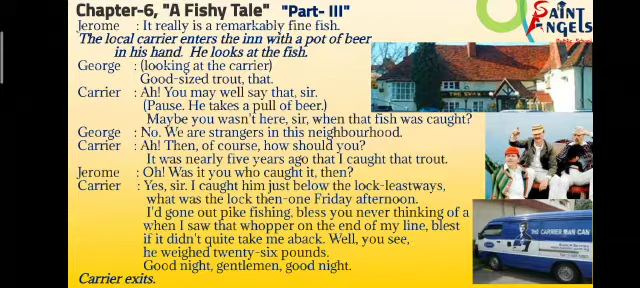 Chapter-6, "A Fishy Tale" "Part- III"
SAINT
ANGELS
Jerome : It really is a remarkably fine fish.
The local carrier enters the inn with a pot of beer
in his hand. He looks at the fish.
George : (looking at the carrier)
Good-sized trout, that.
Carrier : Ah! You may well say that, sir.
(Pause. He takes a pull of beer.)
Maybe you wasn't here, sir, when that fish was caught?
George : No. We are strangers in this neighbourhood.
Carrier : Ah! Then, of course, how should you?
It was nearly five years ago that I caught that trout.
Jerome : Oh! Was it you who caught it, then?
Carrier : Yes, sir. I caught him just below the lock-leastways,
what was the lock then-one Friday afternoon.
I'd gone out pike fishing, bless you never thinking of a
when I saw that whopper on the end of my line, blest
if it didn't quite take me aback. Well, you see,
he weighed twenty-six pounds.
Good night, gentlemen, good night.
Carrier exits.
THE CARRIER MAN CAN